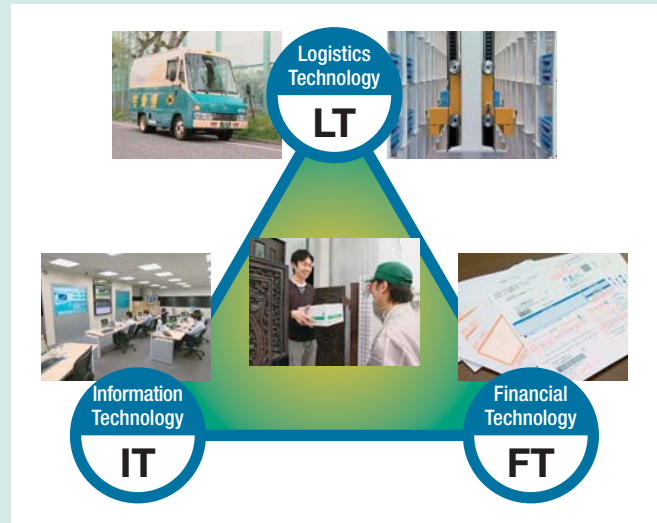 Logistics
Technology
LT
Information
Technology
IT
Financial
Technology
FT